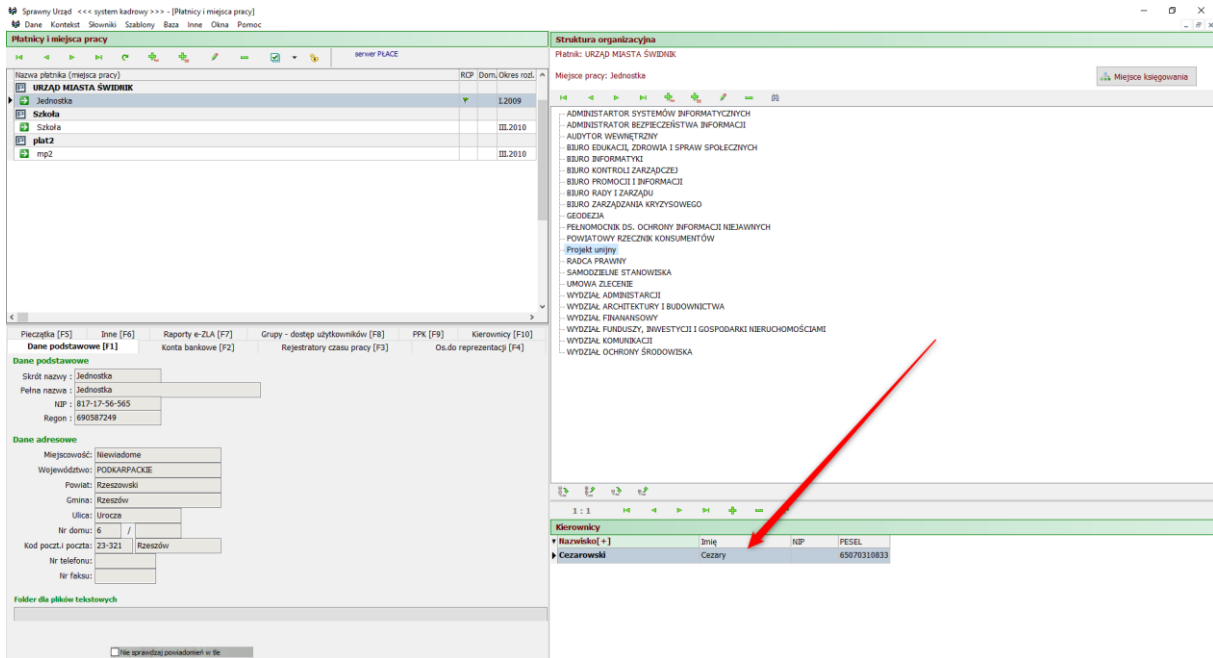 Sprawny Urząd <<< system kadrowy >>> - [Płatnicy i miejsca pracy]
Dane Kontekst Słowniki Szablony Baza Inne Okna Pomoc
Płatnicy i miejsca pracy
serwer PŁACE
Nazwa płatnika (miejsca pracy) RCP Dom. Okres rozl.
URZĄD MIASTA ŚWIDNIK
Jednostka I.2009
Szkoła
Szkoła III.2010
plat2
mp2 III.2010
Pieczątka [F5] Inne [F6] Raporty e-ZLA [F7] Grupy - dostęp użytkowników [F8] PPK [F9] Kierownicy [F10]
Dane podstawowe [F1] Konta bankowe [F2] Rejestratory czasu pracy [F3] Os.do reprezentacji [F4]
Dane podstawowe
Skrót nazwy : Jednostka
Pełna nazwa : Jednostka
NIP : 817-17-56-565
Regon : 690587249
Dane adresowe
Miejscowość: Niewiadome
Województwo: PODKARPACKIE
Powiat: Rzeszowski
Gmina: Rzeszów
Ulica: Urocza
Nr domu: 6 /
Kod poczt.i poczta: 23-321 Rzeszów
Nr telefonu:
Nr faksu:
Folder dla plików tekstowych
Nie sprawdzaj powiadomień w tle
Struktura organizacyjna
Płatnik: URZĄD MIASTA ŚWIDNIK
Miejsce pracy: Jednostka
Miejsce księgowania
ADMINISTARTOR SYSTEMÓW INFORMATYCZNYCH
ADMINISTRATOR BEZPIECZEŃSTWA INFORMACJI
AUDYTOR WEWNĘTRZNY
BIURO EDUKACJI, ZDROWIA I SPRAW SPOŁECZNYCH
BIURO INFORMATYKI
BIURO KONTROLI ZARZĄDCZEJ
BIURO PROMOCJI I INFORMACJI
BIURO RADY I ZARZĄDU
BIURO ZARZĄDZANIA KRYZYSOWEGO
GEODEZJA
PEŁNOMOCNIK DS. OCHRONY INFORMACJI NIEJAWNYCH
POWIATOWY RZECZNIK KONSUMENTÓW
Projekt unijny
RADCA PRAWNY
SAMODZIELNE STANOWISKA
UMOWA ZLECENIE
WYDZIAŁ ADMINISTARCJI
WYDZIAŁ ARCHITEKTURY I BUDOWNICTWA
WYDZIAŁ FINANANSOWY
WYDZIAŁ FUNDUSZY, INWESTYCJI I GOSPODARKI NIERUCHOMOŚCIAMI
WYDZIAŁ KOMUNIKACJI
WYDZIAŁ OCHRONY ŚRODOWISKA
1 : 1
Kierownicy
Nazwisko[+] Imię NIP PESEL
Cezarowski Cezary 65070310833